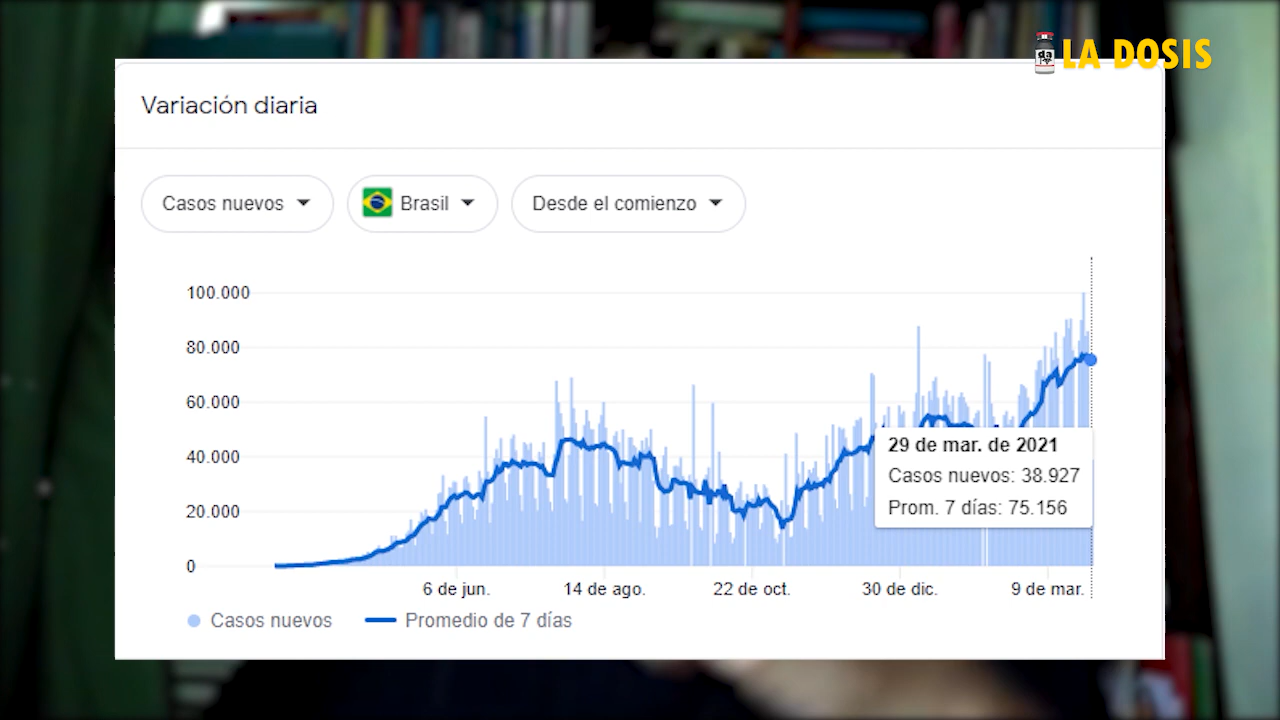 LA DOSIS
Variación diaria
Casos nuevos
Brasil
Desde el comienzo
100.000
80.000
60.000
40.000
20.000
0
29 de mar. de 2021
Casos nuevos: 38.927
Prom. 7 días: 75.156
6 de jun.
14 de ago.
22 de oct.
30 de dic.
9 de mar.
Casos nuevos
Promedio de 7 días